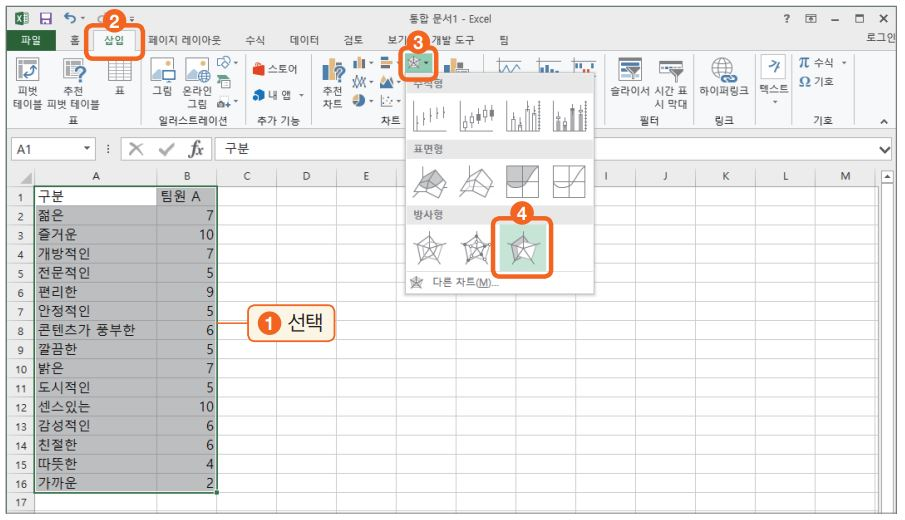 통합 문서1 - Excel
?
파일 홈 삽입 페이지 레이아웃 수식 데이터 검토 개발 도구 팀
로그인
2
3
피벗 테이블
추천 피벗 테이블
표
표
그림
온라인 그림
일러스트레이션
스토어
내 앱
추가 기능
추천 차트
차트
슬라이서
시간 표시 막대
필터
하이퍼링크
링크
텍스트
π 수식
Ω 기호
기호
A1
fx
구분
주식형
표면형
방사형
4
다른 차트(M)...
A B C D E I J K L M
1 구분 팀원 A
2 젊은 7
3 즐거운 10
4 개방적인 7
5 전문적인 5
6 편리한 9
7 안정적인 5
1 선택
8 콘텐츠가 풍부한 6
9 깔끔한 5
10 밝은 7
11 도시적인 5
12 센스있는 10
13 감성적인 6
14 친절한 6
15 따뜻한 4
16 가까운 2
17